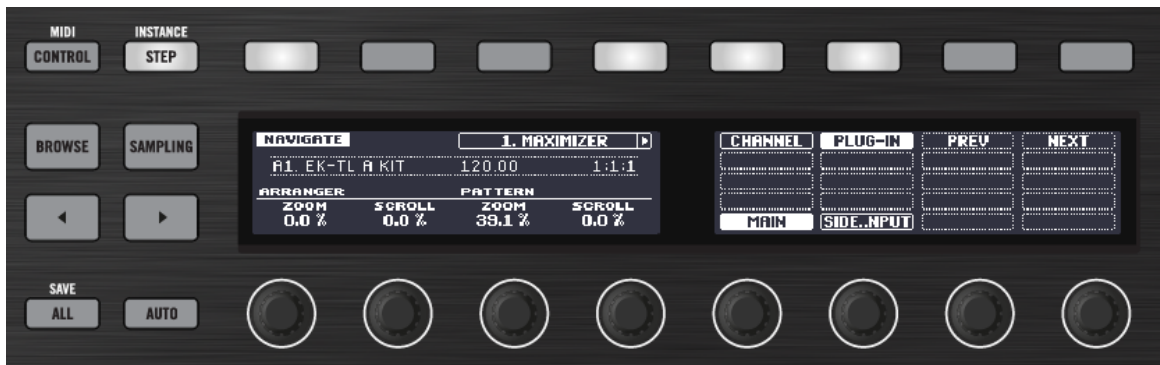 MIDI INSTANCE
CONTROL STEP
BROWSE SAMPLING
SAVE
ALL AUTO
NAVIGATE 1. MAXIMIZER
A1. EK-TL A KIT 120.00 1:1:1
ARRANGER PATTERN
ZOOM SCROLL ZOOM SCROLL
0.0 % 0.0 % 39.1 % 0.0 %
CHANNEL PLUG-IN PREV NEXT
MAIN SIDE..NPUT